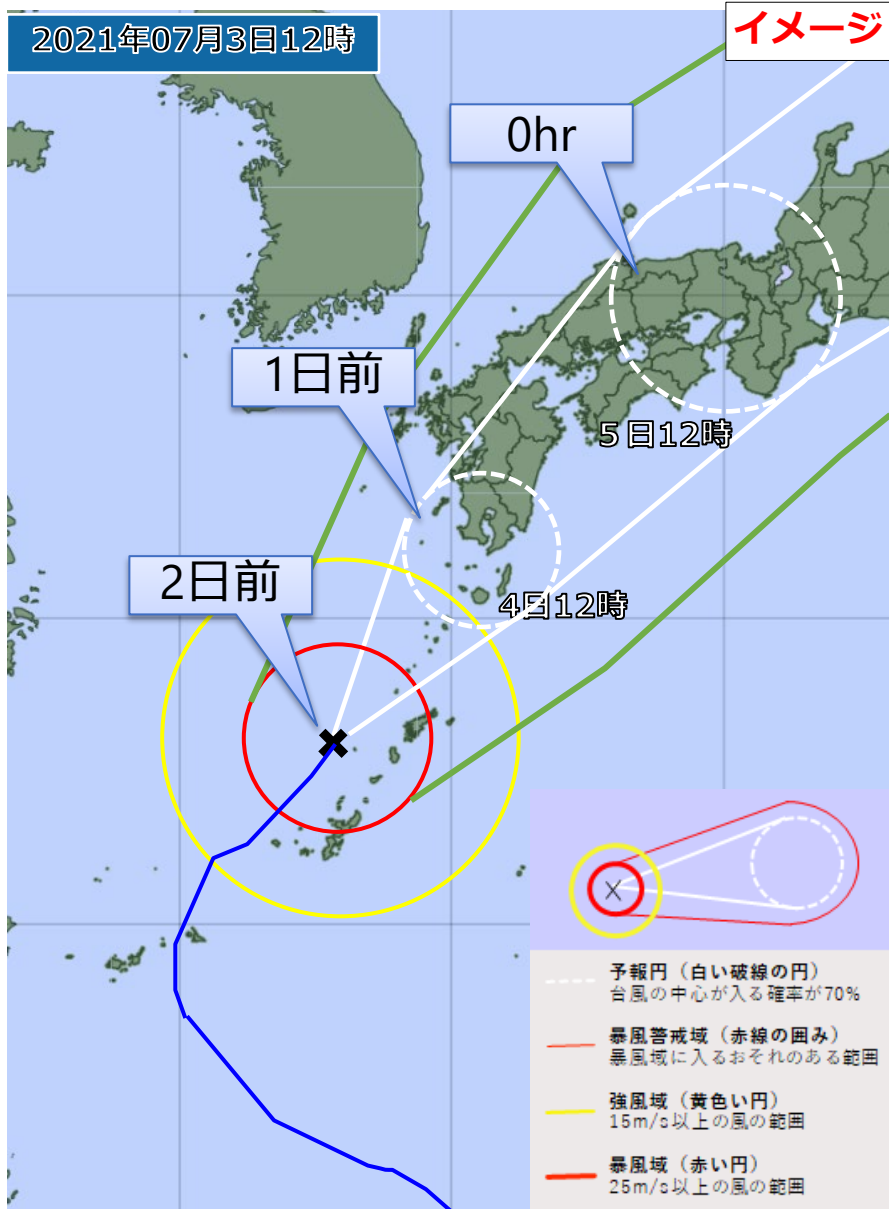 2021年07月3日12時
イメージ
0hr
1日前
5日12時
2日前
4日12時
予報円（白い破線の円）
台風の中心が入る確率が70%
暴風警戒域（赤線の囲み）
暴風域に入るおそれのある範囲
強風域（黄色い円）
15m/s以上の風の範囲
暴風域（赤い円）
25m/s以上の風の範囲